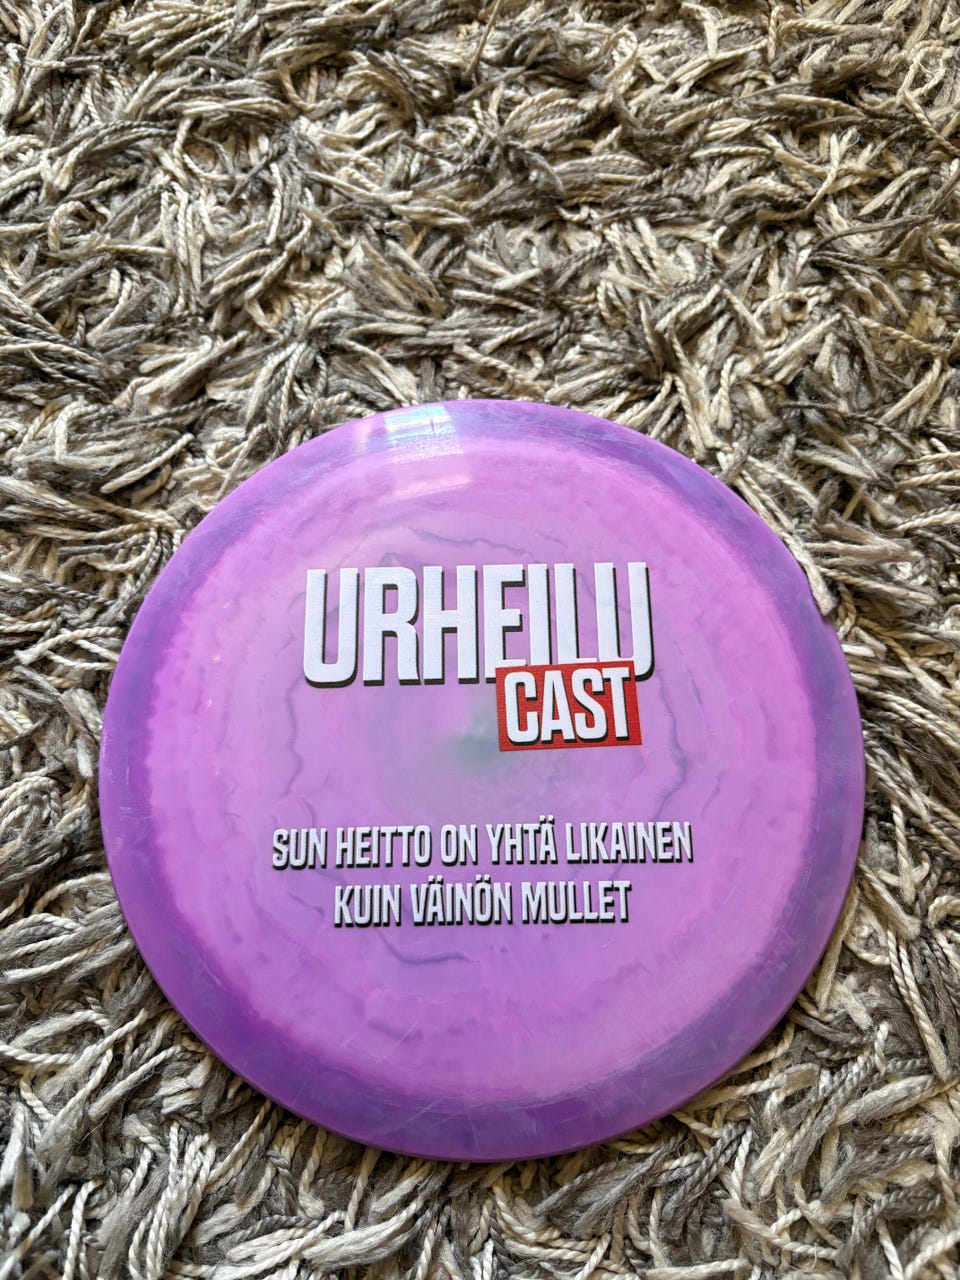 URHEILU
CAST
SUN HEITTO ON YHTÄ LIKAINEN
KUIN VÄINÖN MULLET